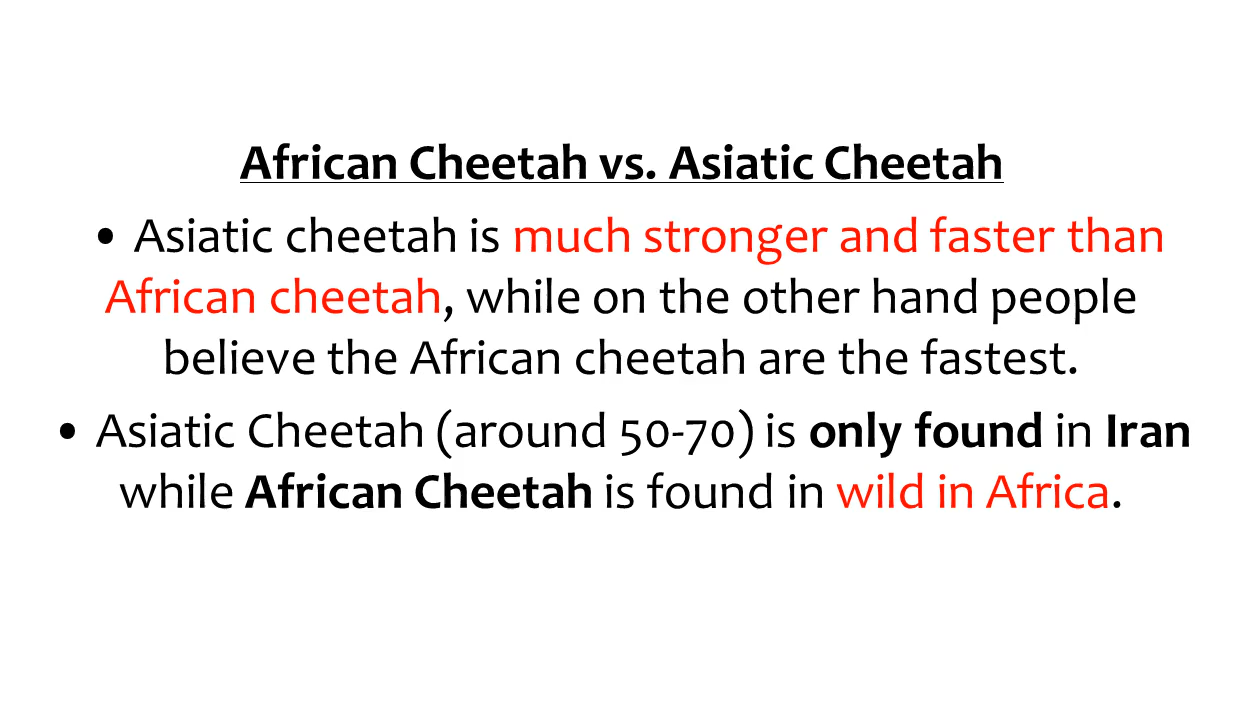 African Cheetah vs. Asiatic Cheetah
• Asiatic cheetah is much stronger and faster than
African cheetah, while on the other hand people
believe the African cheetah are the fastest.
• Asiatic Cheetah (around 50-70) is only found in Iran
while African Cheetah is found in wild in Africa.